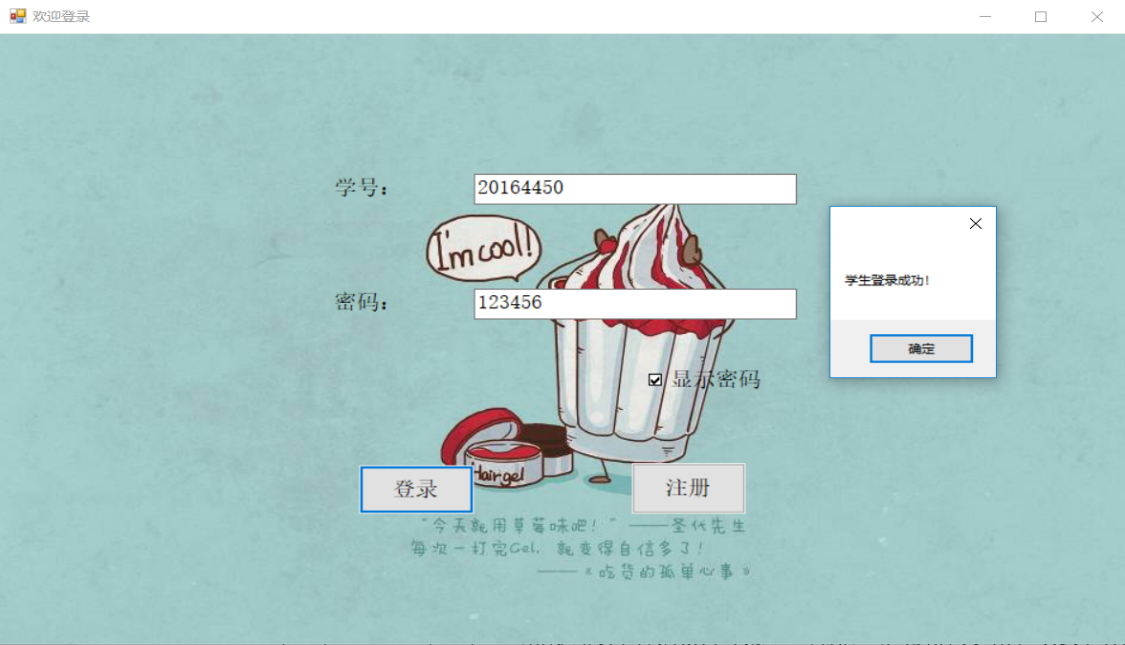 欢迎登录
学号：
20164450
I'm cool!
密码：
123456
学生登录成功！
确定
显示密码
Hair gel
登录
注册
“今天就用草莓味吧！”——圣代先生
每次一打完Gel，就变得自信多了！
——《吃货的孤单心事》